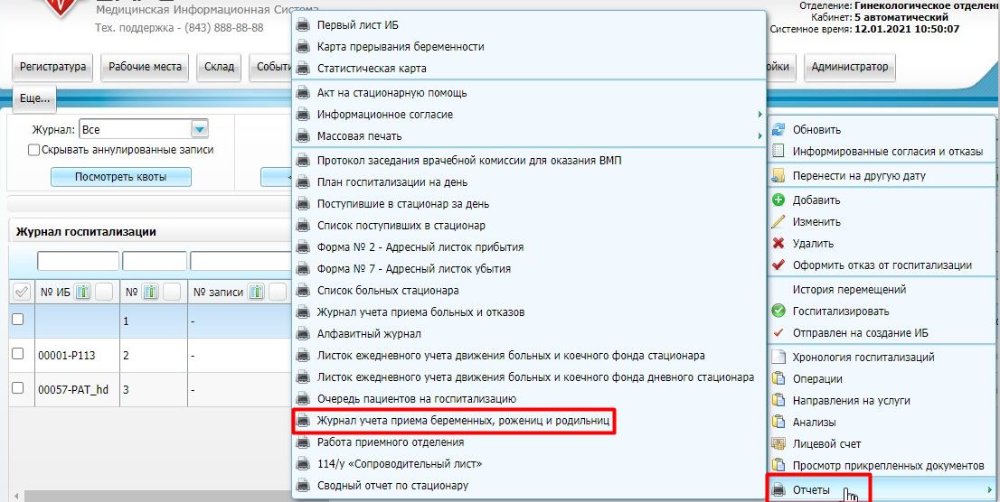 Медицинская Информационная Система
Тех. поддержка - (843) 888-88-88
Отделение: Гинекологическое отделен
Кабинет: 5 автоматический
Системное время: 12.01.2021 10:50:07
Регистратура
Рабочие места
Склад
Событи
ойки
Администратор
Еще...
Журнал: Все
Скрывать аннулированные записи
Посмотреть квоты
<
Журнал госпитализации
№ ИБ № № записи
1 -
00001-P113 2 -
00057-PAT_hd 3 -
Первый лист ИБ
Карта прерывания беременности
Статистическая карта
Акт на стационарную помощь
Информационное согласие
Массовая печать
Протокол заседания врачебной комиссии для оказания ВМП
План госпитализации на день
Поступившие в стационар за день
Список поступивших в стационар
Форма № 2 - Адресный листок прибытия
Форма № 7 - Адресный листок убытия
Список больных стационара
Журнал учета приема больных и отказов
Алфавитный журнал
Листок ежедневного учета движения больных и коечного фонда стационара
Листок ежедневного учета движения больных и коечного фонда дневного стационара
Очередь пациентов на госпитализацию
Журнал учета приема беременных, рожениц и родильниц
Работа приемного отделения
114/у «Сопроводительный лист»
Сводный отчет по стационару
Обновить
Информированные согласия и отказы
Перенести на другую дату
Добавить
Изменить
Удалить
Оформить отказ от госпитализации
История перемещений
Госпитализировать
Отправлен на создание ИБ
Хронология госпитализаций
Операции
Направления на услуги
Анализы
Лицевой счет
Просмотр прикрепленных документов
Отчеты